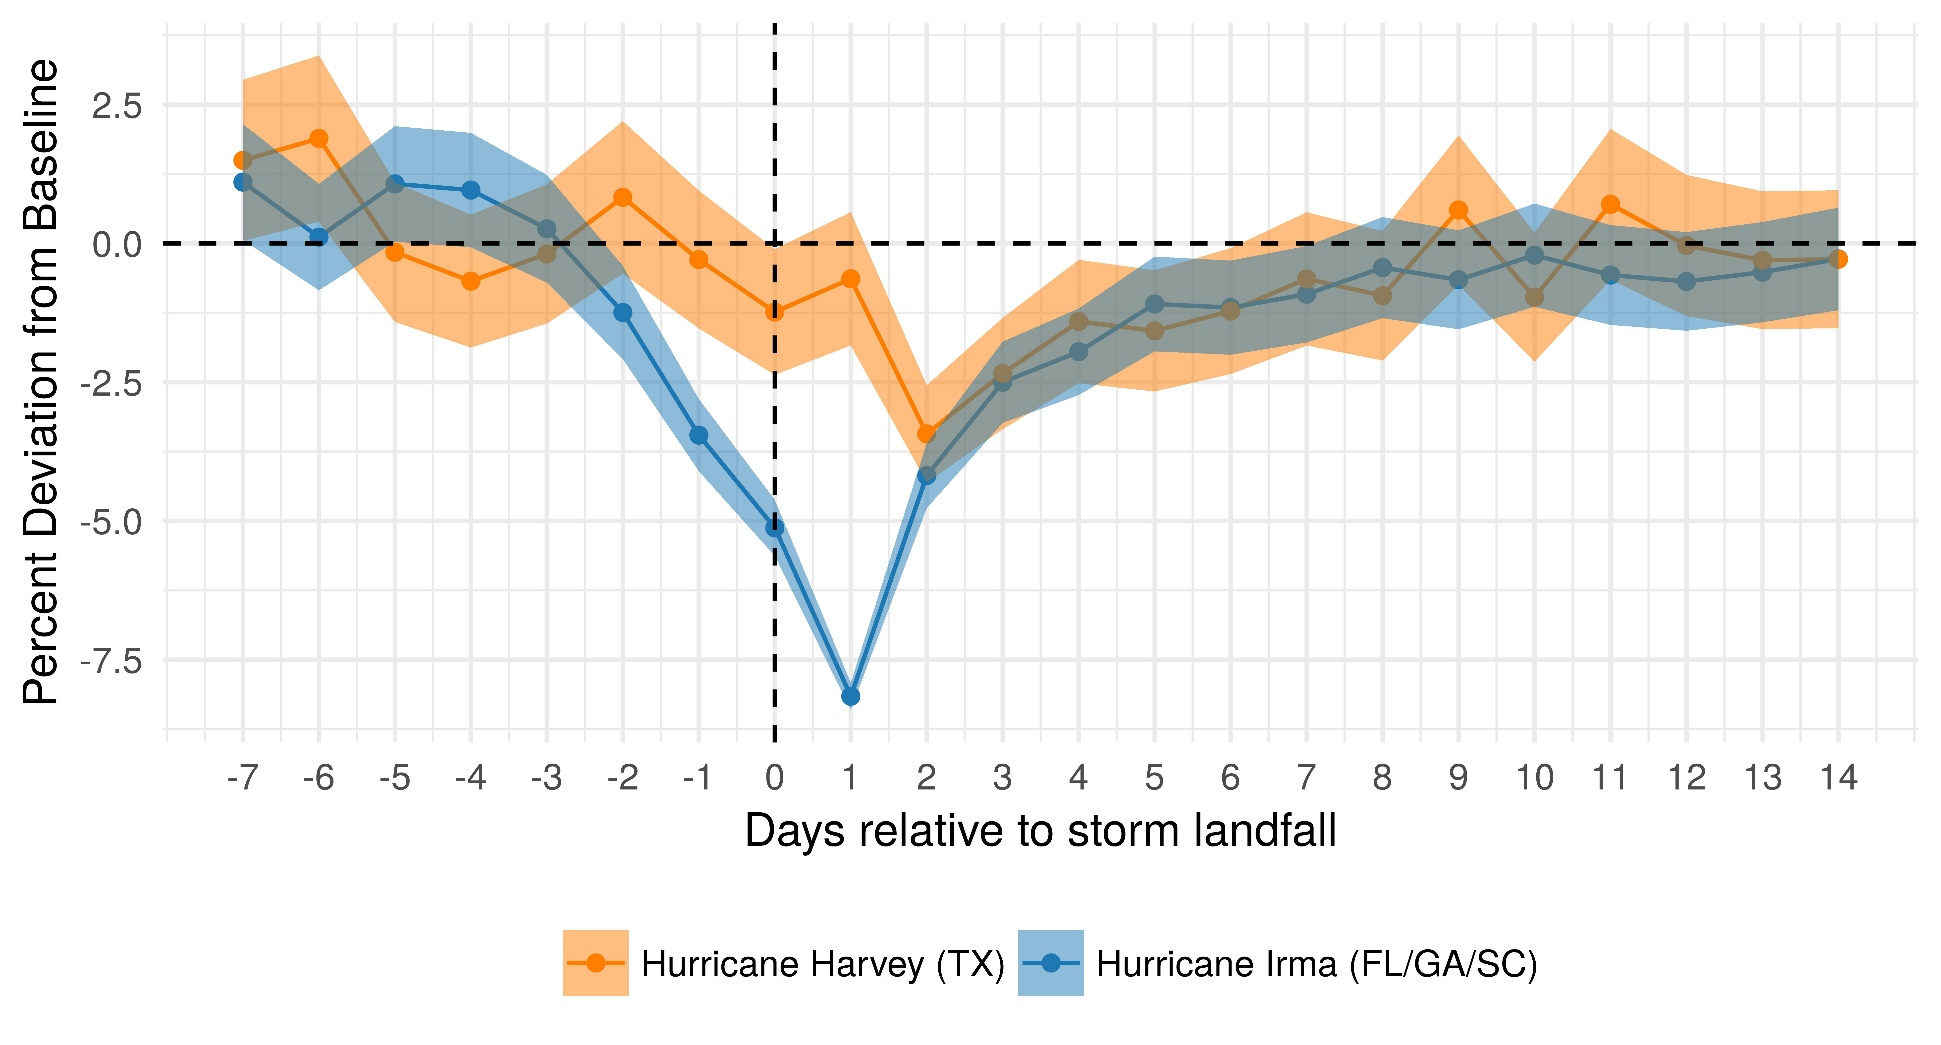 Percent Deviation from Baseline
2.5
0.0
-2.5
-5.0
-7.5
-7 -6 -5 -4 -3 -2 -1 0 1 2 3 4 5 6 7 8 9 10 11 12 13 14
Days relative to storm landfall
Hurricane Harvey (TX) Hurricane Irma (FL/GA/SC)